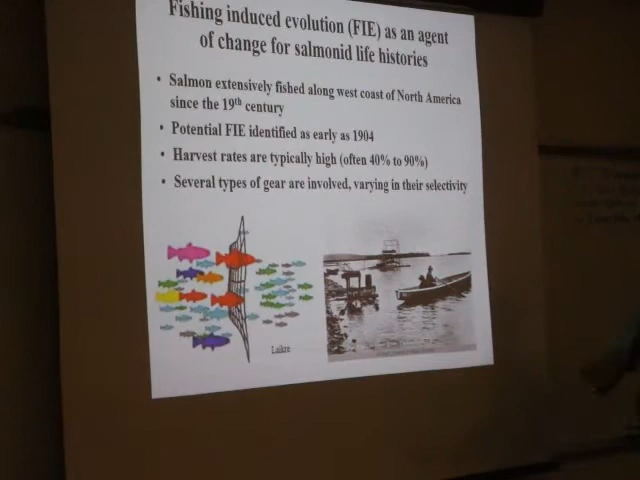 Fishing induced evolution (FIE) as an agent
of change for salmonid life histories
• Salmon extensively fished along west coast of North America
since the 19th century
• Potential FIE identified as early as 1904
• Harvest rates are typically high (often 40% to 90%)
• Several types of gear are involved, varying in their selectivity